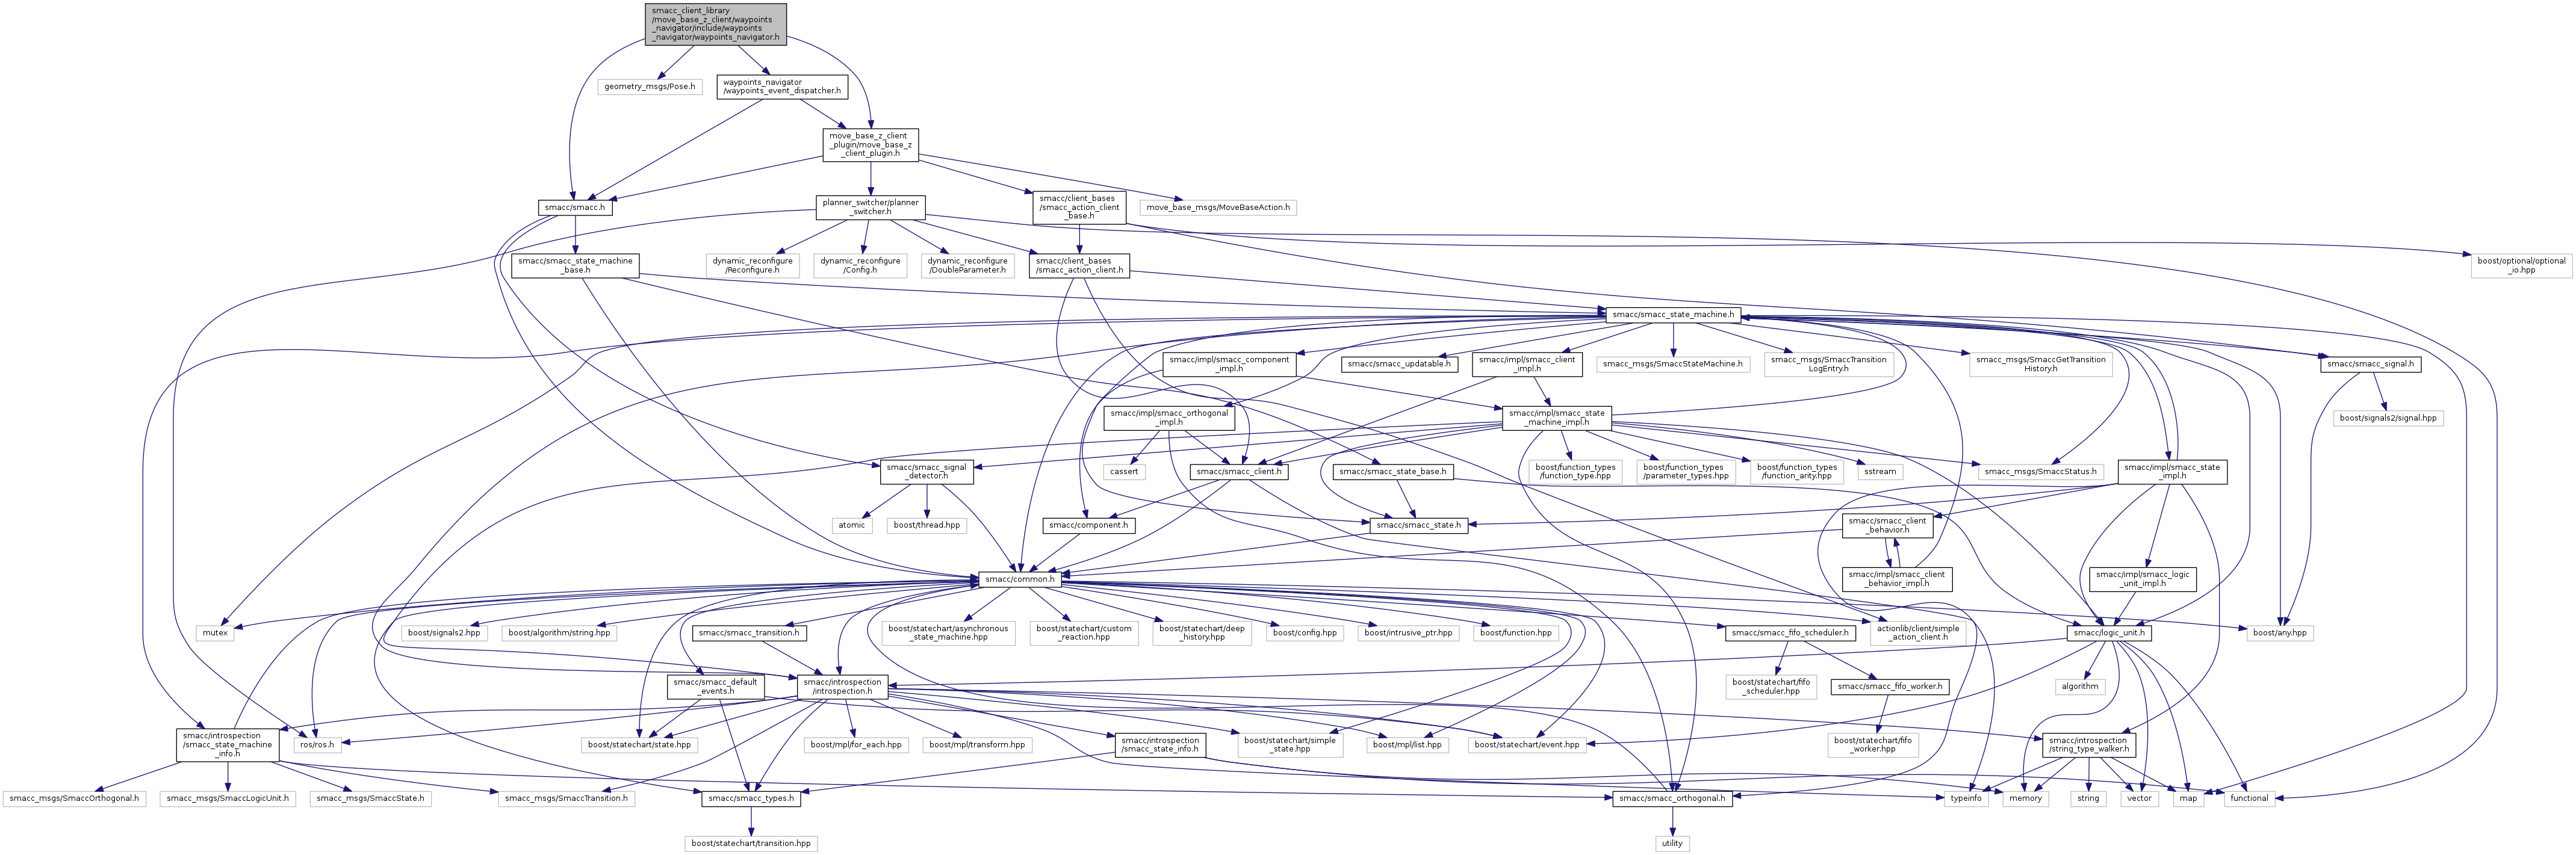 smacc_client_library
/move_base_z_client/waypoints
_navigator/include/waypoints
_navigator/waypoints_navigator.h
geometry_msgs/Pose.h
waypoints_navigator
/waypoints_event_dispatcher.h
move_base_z_client
_plugin/move_base_z
_client_plugin.h
smacc/smacc.h
planner_switcher/planner
_switcher.h
smacc/client_bases
/smacc_action_client
_base.h
move_base_msgs/MoveBaseAction.h
smacc/smacc_state_machine
_base.h
dynamic_reconfigure
/Reconfigure.h
dynamic_reconfigure
/Config.h
dynamic_reconfigure
/DoubleParameter.h
smacc/client_bases
/smacc_action_client.h
boost/optional/optional
_io.hpp
smacc/smacc_state_machine.h
smacc/impl/smacc_component
_impl.h
smacc/smacc_updatable.h
smacc/impl/smacc_client
_impl.h
smacc_msgs/SmaccStateMachine.h
smacc_msgs/SmaccTransition
LogEntry.h
smacc_msgs/SmaccGetTransition
History.h
smacc/smacc_signal.h
smacc/impl/smacc_orthogonal
_impl.h
smacc/impl/smacc_state
_machine_impl.h
boost/signals2/signal.hpp
smacc/smacc_signal
_detector.h
cassert
smacc/smacc_client.h
smacc/smacc_state_base.h
boost/function_types
/function_type.hpp
boost/function_types
/parameter_types.hpp
boost/function_types
/function_arity.hpp
sstream
smacc_msgs/SmaccStatus.h
smacc/impl/smacc_state
_impl.h
atomic
boost/thread.hpp
smacc/component.h
smacc/smacc_state.h
smacc/smacc_client
_behavior.h
smacc/common.h
smacc/impl/smacc_client
_behavior_impl.h
smacc/impl/smacc_logic
_unit_impl.h
mutex
boost/signals2.hpp
boost/algorithm/string.hpp
smacc/smacc_transition.h
boost/statechart/asynchronous
_state_machine.hpp
boost/statechart/custom
_reaction.hpp
boost/statechart/deep
_history.hpp
boost/config.hpp
boost/intrusive_ptr.hpp
boost/function.hpp
smacc/smacc_fifo_scheduler.h
actionlib/client/simple
_action_client.h
smacc/logic_unit.h
boost/any.hpp
smacc/smacc_default
_events.h
smacc/introspection
/introspection.h
boost/statechart/fifo
_scheduler.hpp
smacc/smacc_fifo_worker.h
algorithm
smacc/introspection
/smacc_state_machine
_info.h
ros/ros.h
boost/statechart/state.hpp
boost/mpl/for_each.hpp
boost/mpl/transform.hpp
smacc/introspection
/smacc_state_info.h
boost/statechart/simple
_state.hpp
boost/mpl/list.hpp
boost/statechart/event.hpp
boost/statechart/fifo
_worker.hpp
smacc/introspection
/string_type_walker.h
smacc_msgs/SmaccOrthogonal.h
smacc_msgs/SmaccLogicUnit.h
smacc_msgs/SmaccState.h
smacc_msgs/SmaccTransition.h
smacc/smacc_types.h
smacc/smacc_orthogonal.h
typeinfo
memory
string
vector
map
functional
boost/statechart/transition.hpp
utility